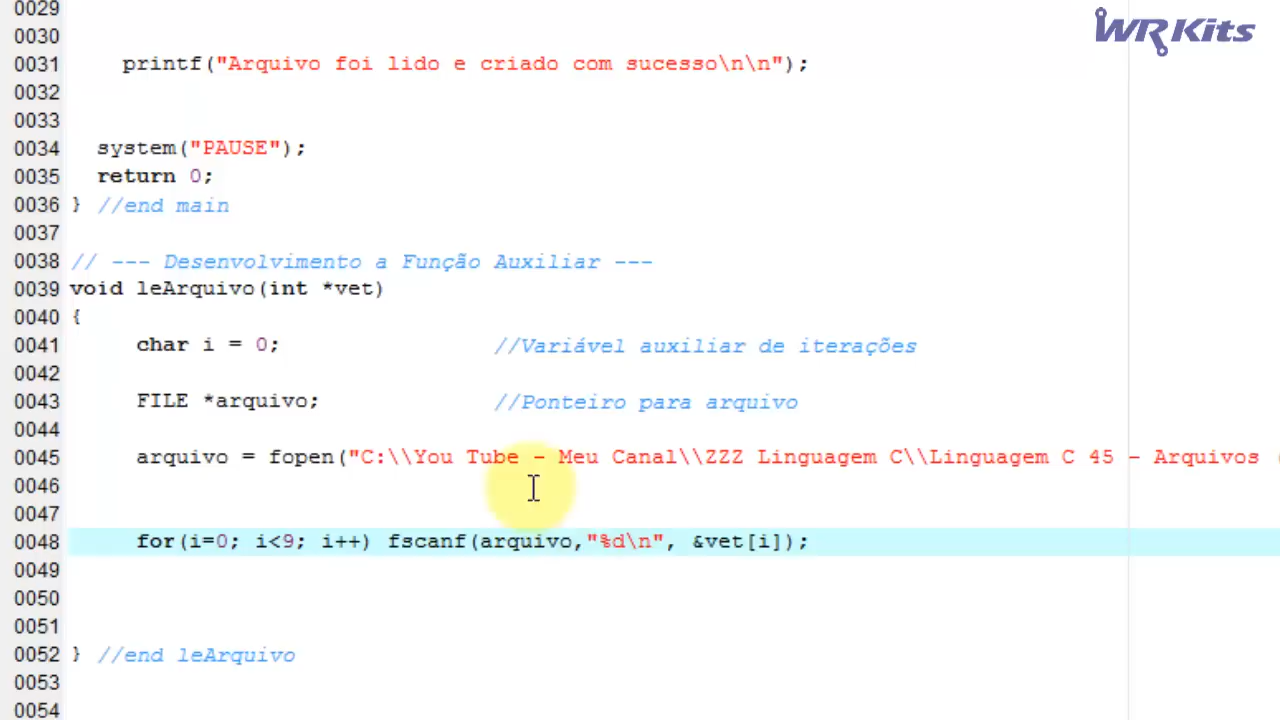 WR Kits
0029
0030
0031 printf("Arquivo foi lido e criado com sucesso\n\n");
0032
0033
0034 system("PAUSE");
0035 return 0;
0036 } //end main
0037
0038 // --- Desenvolvimento a Função Auxiliar ---
0039 void leArquivo(int *vet)
0040 {
0041 char i = 0; //Variável auxiliar de iterações
0042
0043 FILE *arquivo; //Ponteiro para arquivo
0044
0045 arquivo = fopen("C:\\You Tube - Meu Canal\\ZZZ Linguagem C\\Linguagem C 45 - Arquivos (
0046
0047
0048 for(i=0; i<9; i++) fscanf(arquivo,"%d\n", &vet[i]);
0049
0050
0051
0052 } //end leArquivo
0053
0054